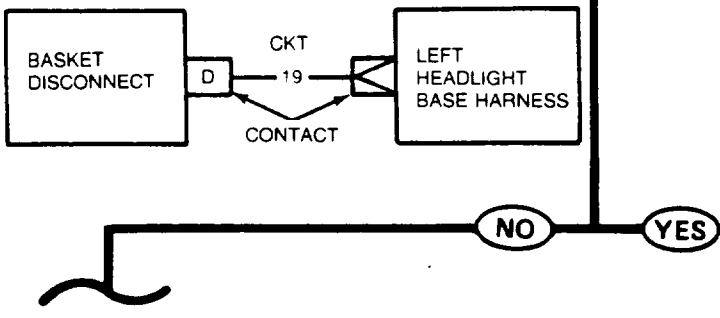 BASKET
DISCONNECT
D
CKT
19
CONTACT
LEFT
HEADLIGHT
BASE HARNESS
NO
YES